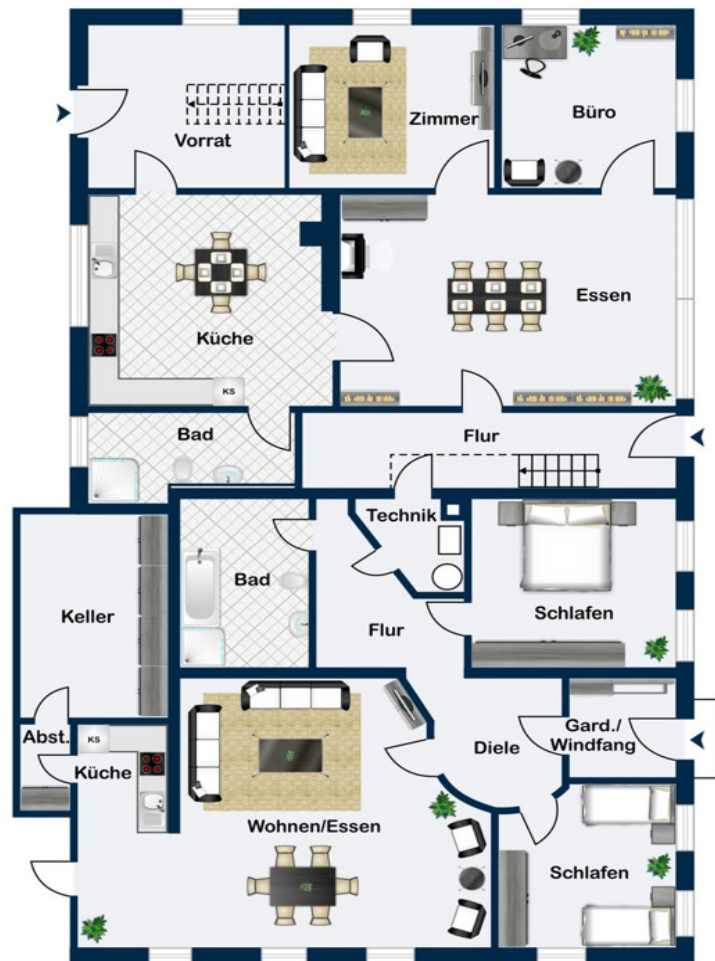 Vorrat
Zimmer
Büro
Essen
Küche
KS
Bad
Flur
Technik
Bad
Schlafen
Keller
Flur
Abst.
KS
Küche
Diele
Gard./
Windfang
Wohnen/Essen
Schlafen